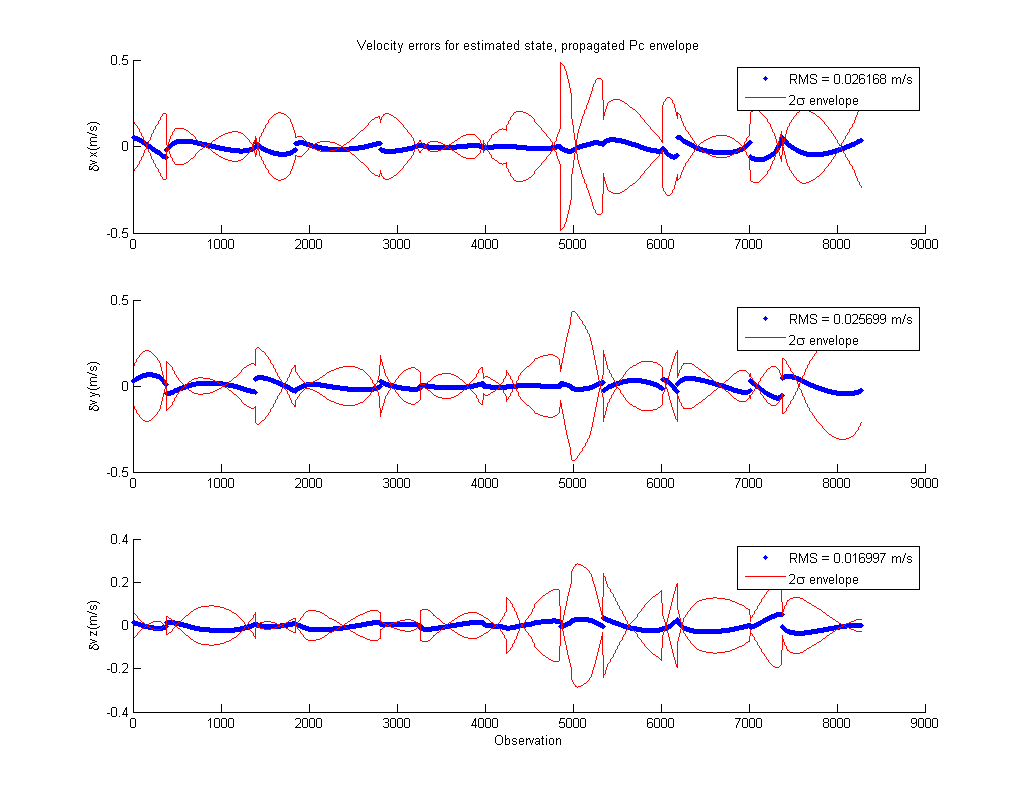 Velocity errors for estimated state, propagated Pc envelope
0.5
0
-0.5
δv x(m/s)
RMS = 0.026168 m/s
2σ envelope
0 1000 2000 3000 4000 5000 6000 7000 8000 9000
0.5
0
-0.5
δv y(m/s)
RMS = 0.025699 m/s
2σ envelope
0 1000 2000 3000 4000 5000 6000 7000 8000 9000
0.4
0.2
0
-0.2
-0.4
δv z(m/s)
RMS = 0.016997 m/s
2σ envelope
0 1000 2000 3000 4000 5000 6000 7000 8000 9000
Observation